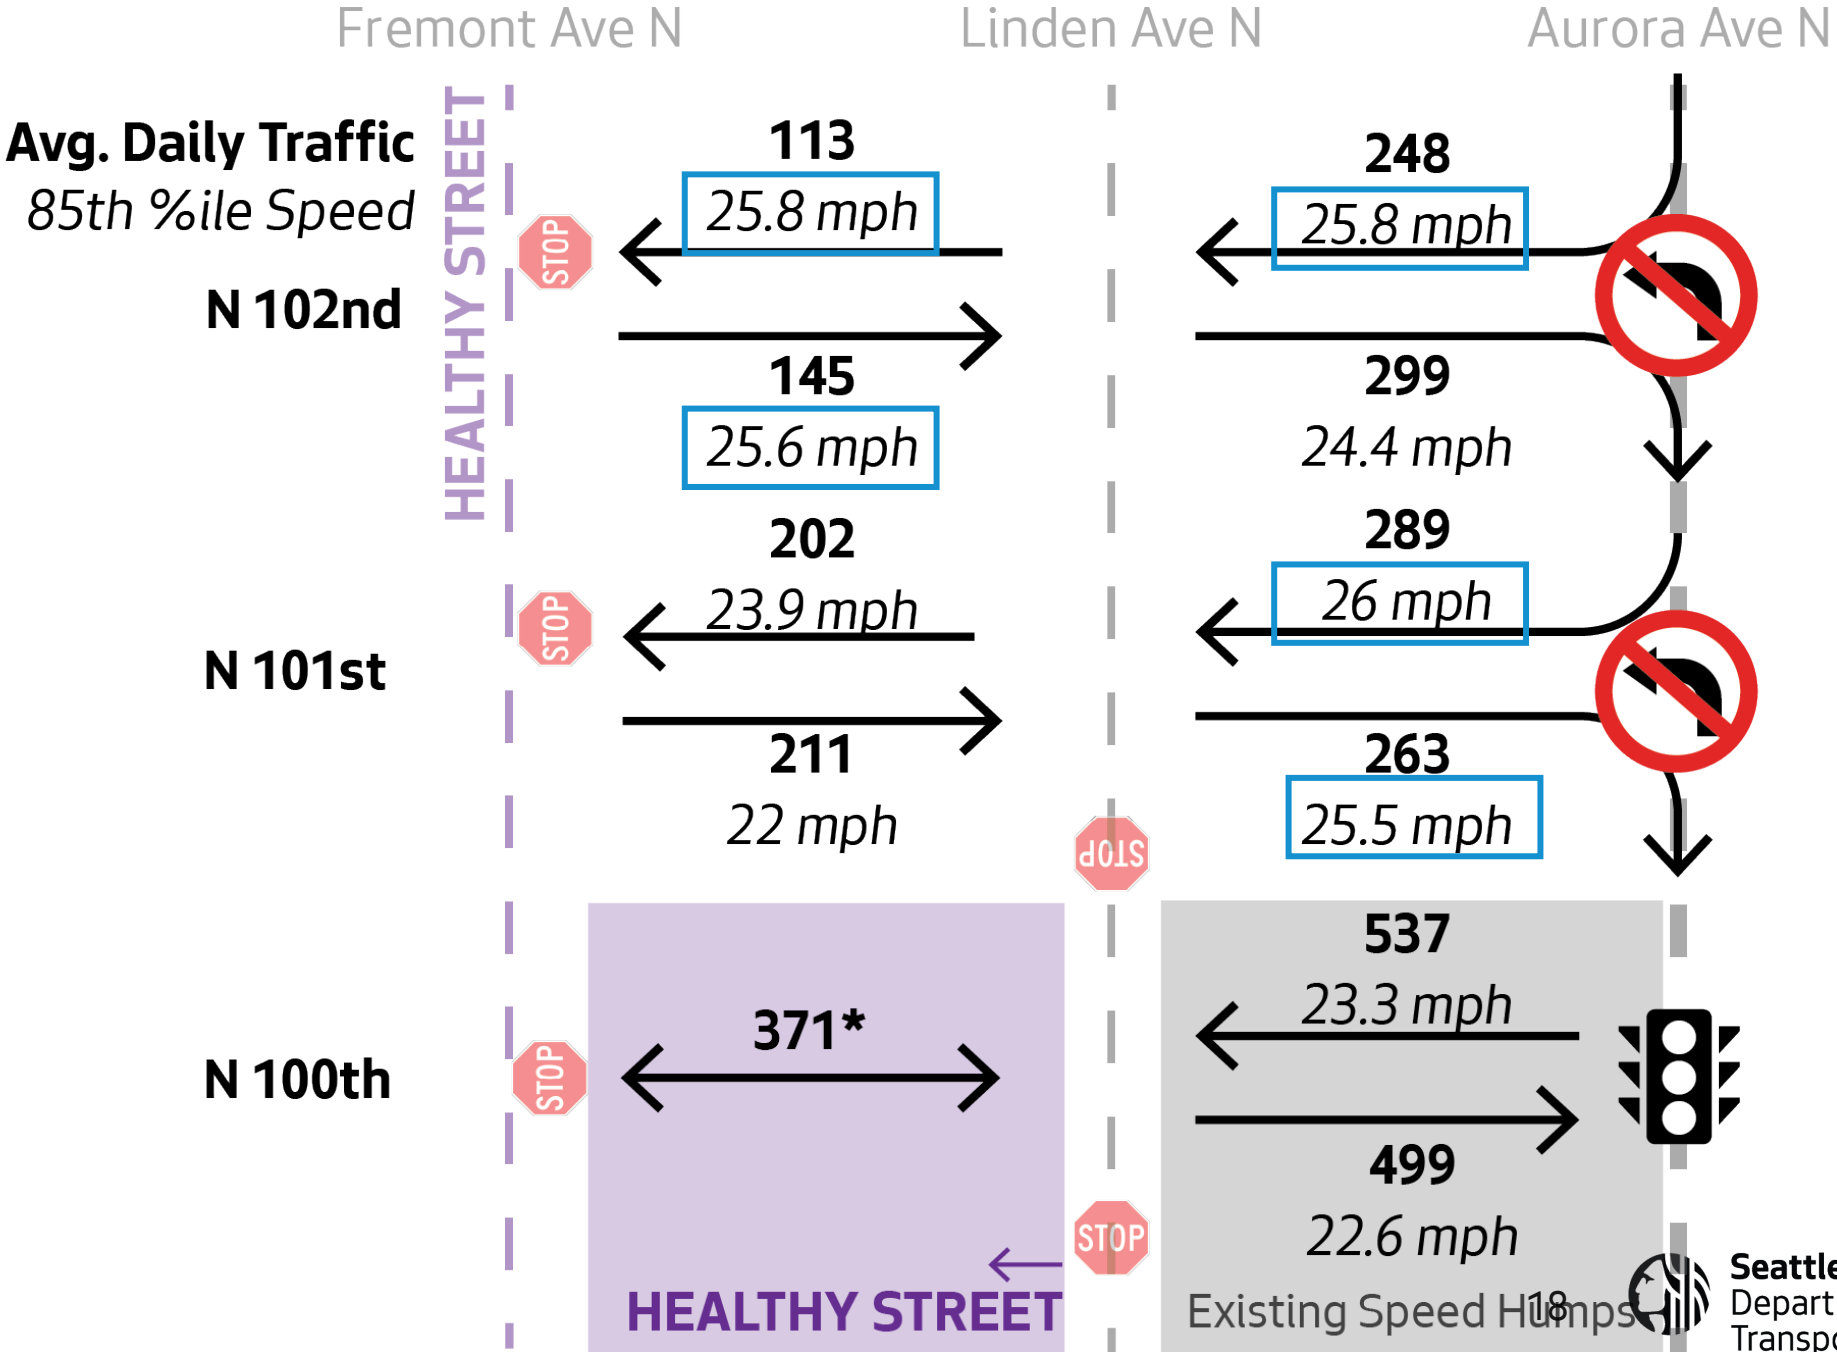 Fremont Ave N
Linden Ave N
Aurora Ave N
Avg. Daily Traffic
85th %ile Speed
HEALTHY STREET
113
25.8 mph
248
25.8 mph
STOP
N 102nd
145
25.6 mph
299
24.4 mph
202
23.9 mph
289
26 mph
STOP
N 101st
211
22 mph
263
25.5 mph
STOP
537
23.3 mph
371*
N 100th
STOP
499
22.6 mph
STOP
HEALTHY STREET
Existing Speed Humps
18
Seattle
Depart
Transpo